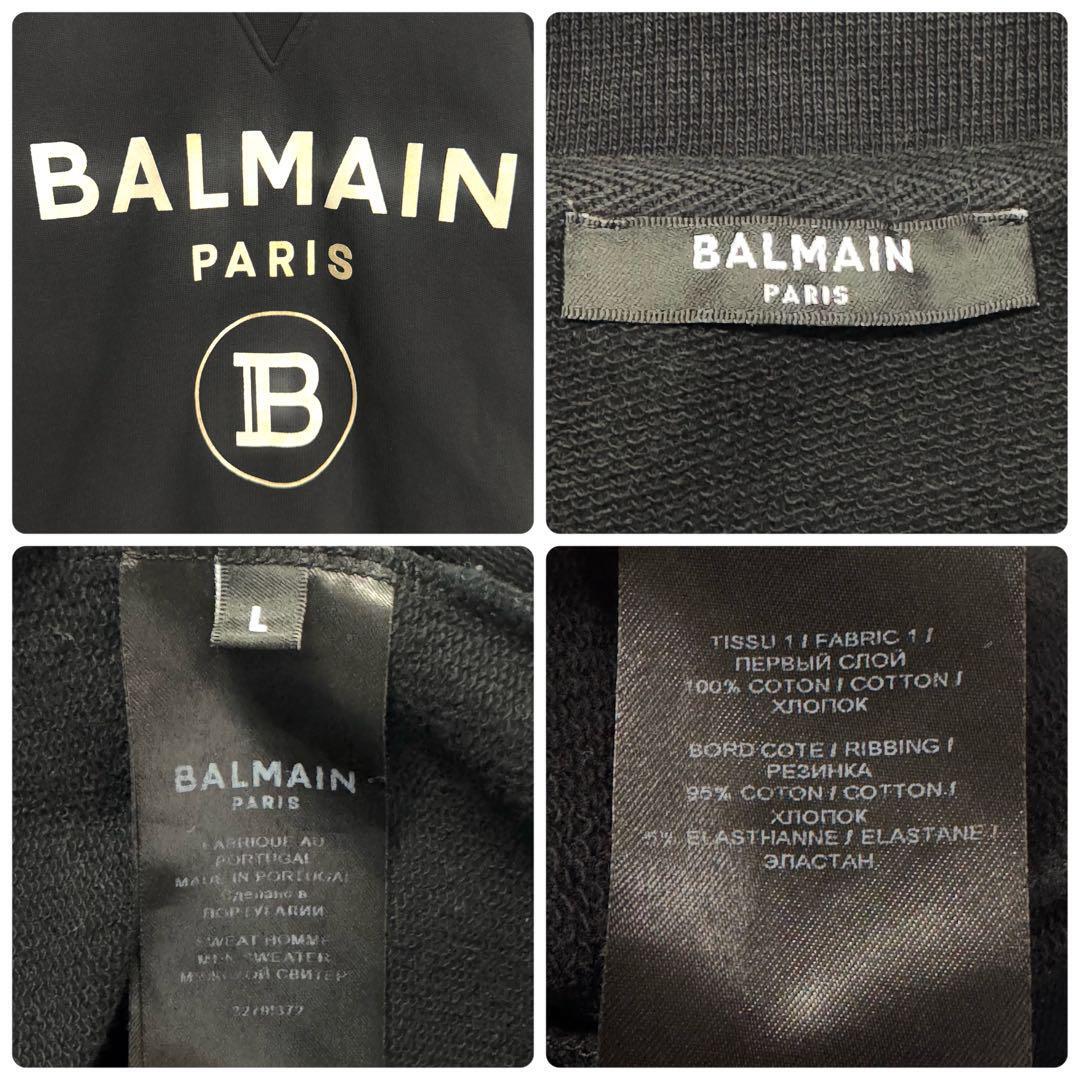 BALMAIN
PARIS
B
BALMAIN
PARIS
L
BALMAIN
PARIS
FABRIQUE AU
PORTUGAL
MADE IN PORTUGAL
Сделано в
ПОРТУГАЛИИ
SWEAT HOMME
MEN SWEATER
МУЖСКОЙ СВИТЕР
TISSU 1 / FABRIC 1 /
ПЕРВЫЙ СЛОЙ
100% COTON / COTTON /
ХЛОПОК
BORD COTE / RIBBING /
РЕЗИНКА
95% COTON / COTTON /
ХЛОПОК
5% ELASTHANNE / ELASTANE /
ЭЛАСТАН